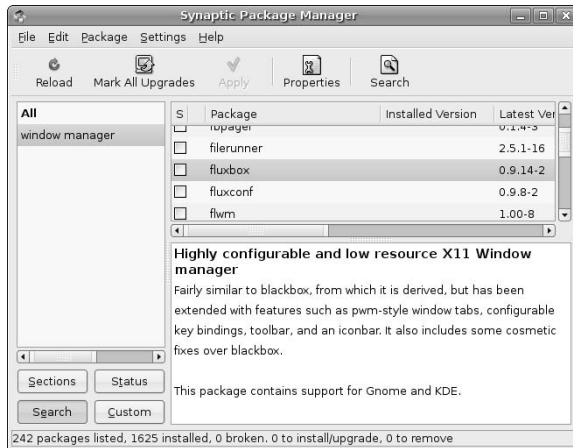 Synaptic Package Manager
File Edit Package Settings Help
Reload Mark All Upgrades Apply Properties Search
All
window manager
S Package Installed Version Latest Ver
fbpager 0.1.4-3
filerunner 2.5.1-16
fluxbox 0.9.14-2
fluxconf 0.9.8-2
flwm 1.00-8
Highly configurable and low resource X11 Window
manager
Fairly similar to blackbox, from which it is derived, but has been
extended with features such as pwm-style window tabs, configurable
key bindings, toolbar, and an iconbar. It also includes some cosmetic
fixes over blackbox.
This package contains support for Gnome and KDE.
Sections Status
Search Custom
242 packages listed, 1625 installed, 0 broken. 0 to install/upgrade, 0 to remove